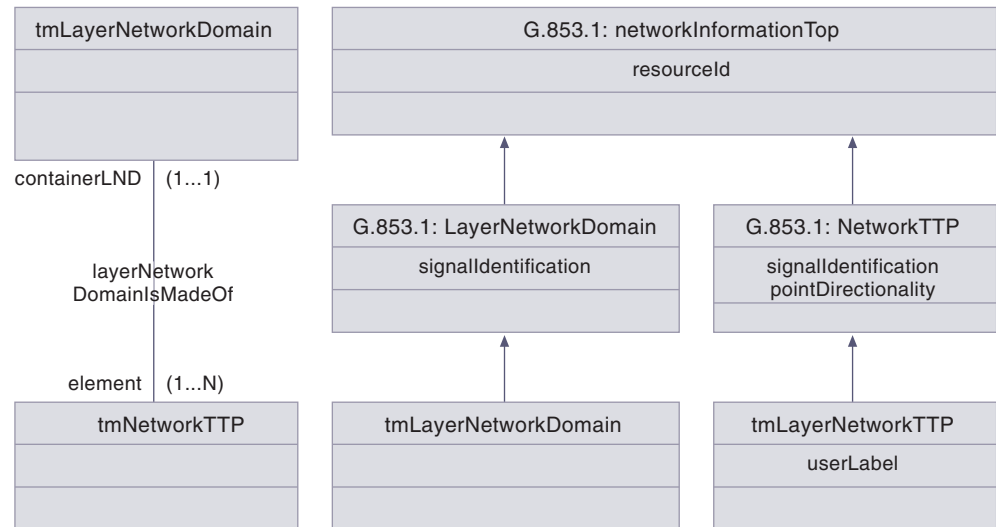 tmLayerNetworkDomain
G.853.1: networkInformationTop
resourceId
containerLND (1...1)
G.853.1: LayerNetworkDomain
G.853.1: NetworkTTP
signalIdentification
signalIdentification
pointDirectionality
layerNetwork
DomainIsMadeOf
element (1...N)
tmNetworkTTP
tmLayerNetworkDomain
tmLayerNetworkTTP
userLabel